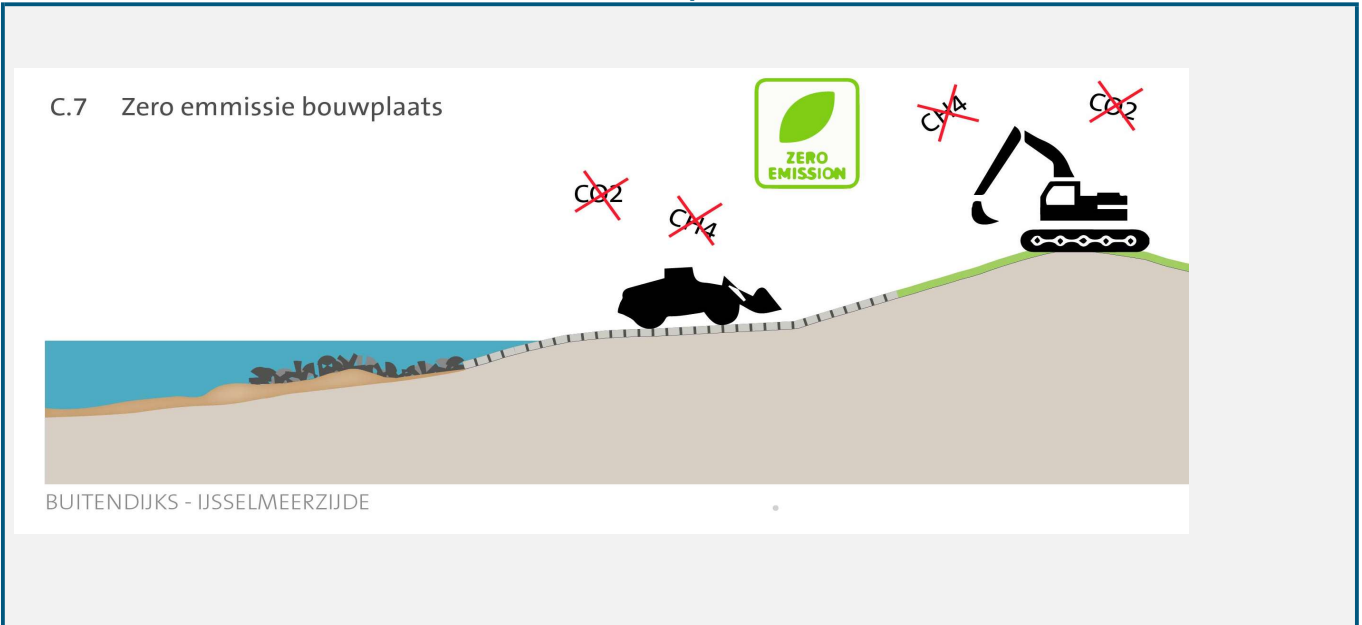 C.7 Zero emmissie bouwplaats
CH4
CO2
ZERO
EMISSION
CO2
CH4
BUITENDIJKS - IJSSELMEERZIJDE